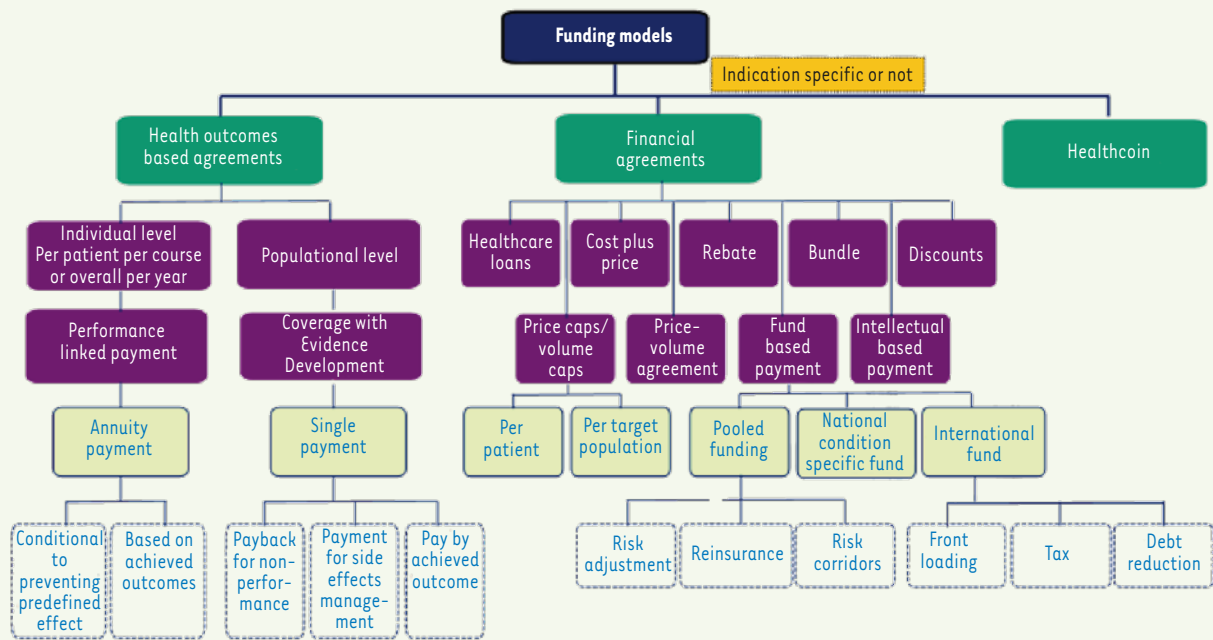 Funding models
Indication specific or not
Health outcomes
based agreements
Financial
agreements
Healthcoin
Individual level
Per patient per course
or overall per year
Populational level
Healthcare
loans
Cost plus
price
Rebate
Bundle
Discounts
Performance
linked payment
Coverage with
Evidence
Development
Price caps/
volume
caps
Price-
volume
agreement
Fund
based
payment
Intellectual
based
payment
Annuity
payment
Single
payment
Per
patient
Per target
population
Pooled
funding
National
condition
specific fund
International
fund
Conditional
to
preventing
predefined
effect
Based on
achieved
outcomes
Payback
for non-
perfor-
mance
Payment
for side
effects
manage-
ment
Pay by
achieved
outcome
Risk
adjustment
Reinsurance
Risk
corridors
Front
loading
Tax
Debt
reduction